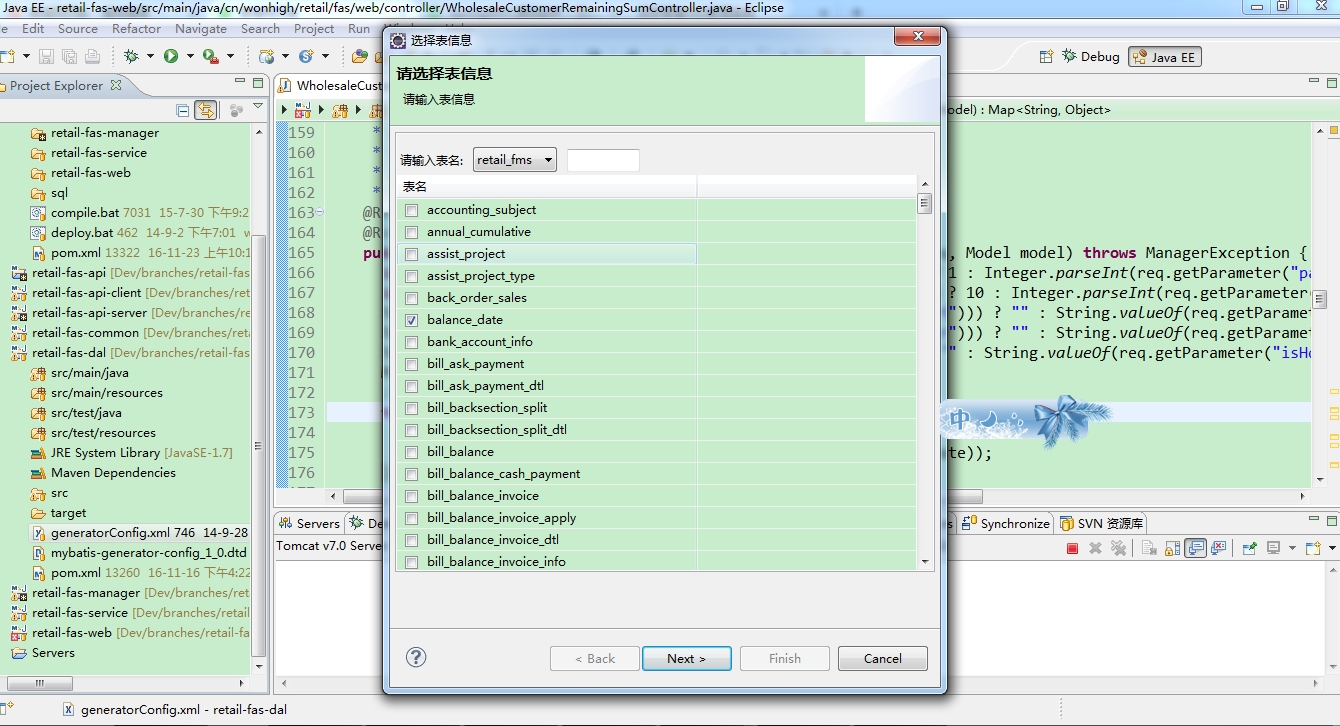 Java EE - retail-fas-web/src/main/java/cn/wonhigh/retail/fas/web/controller/WholesaleCustomerRemainingSumController.java - Eclipse
e Edit Source Refactor Navigate Search Project Run
Debug Java EE
Project Explorer
retail-fas-manager
retail-fas-service
retail-fas-web
sql
compile.bat 7031 15-7-30 下午9:2
deploy.bat 462 14-9-2 下午7:01 w
pom.xml 13322 16-11-23 上午10:1
retail-fas-api [Dev/branches/retail-fas
retail-fas-api-client [Dev/branches/ret
retail-fas-api-server [Dev/branches/ret
retail-fas-common [Dev/branches/reta
retail-fas-dal [Dev/branches/retail-fas
src/main/java
src/main/resources
src/test/java
src/test/resources
JRE System Library [JavaSE-1.7]
Maven Dependencies
src
target
generatorConfig.xml 746 14-9-28
mybatis-generator-config_1_0.dtd
pom.xml 13260 16-11-16 下午4:22
retail-fas-manager [Dev/branches/ret
retail-fas-service [Dev/branches/retail
retail-fas-web [Dev/branches/retail-fa
Servers
WholesaleCust
odel) : Map<String, Object>
159 *
160 *
161 *
162 *
163 @R
164 @R
165 pu , Model model) throws ManagerException {
166 1 : Integer.parseInt(req.getParameter("pa
167 ? 10 : Integer.parseInt(req.getParameter
168 "))) ? "" : String.valueOf(req.getParamet
169 "))) ? "" : String.valueOf(req.getParamet
170 " : String.valueOf(req.getParameter("isHo
171
172
173
174
175 te));
176
中
选择表信息
请选择表信息
请输入表信息
请输入表名: retail_fms
表名
accounting_subject
annual_cumulative
assist_project
assist_project_type
back_order_sales
balance_date
bank_account_info
bill_ask_payment
bill_ask_payment_dtl
bill_backsection_split
bill_backsection_split_dtl
bill_balance
bill_balance_cash_payment
bill_balance_invoice
bill_balance_invoice_apply
bill_balance_invoice_dtl
bill_balance_invoice_info
< Back Next > Finish Cancel
Servers De
s Synchronize SVN 资源库
Tomcat v7.0 Serve
generatorConfig.xml - retail-fas-dal